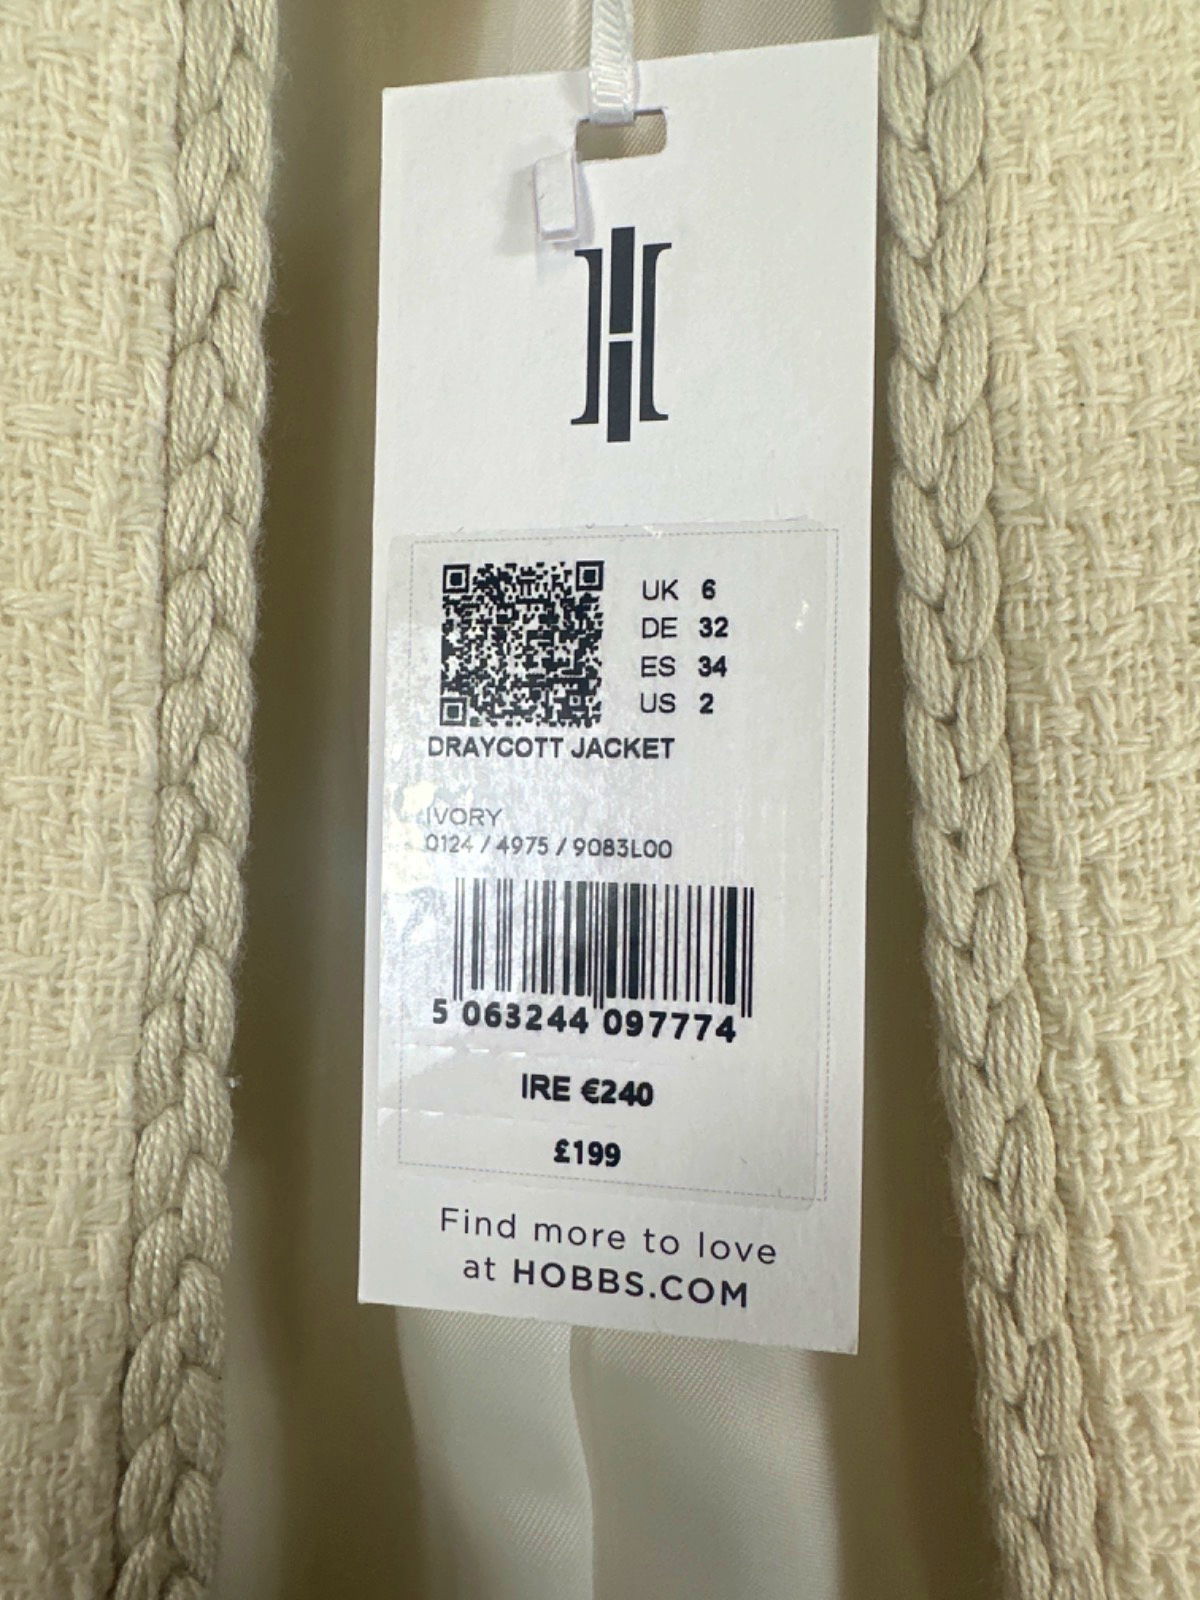 UK 6
DE 32
ES 34
US 2
DRAYCOTT JACKET
IVORY
0124 / 4975 / 9083L00
5 063244 097774
IRE €240
£199
Find more to love
at HOBBS.COM